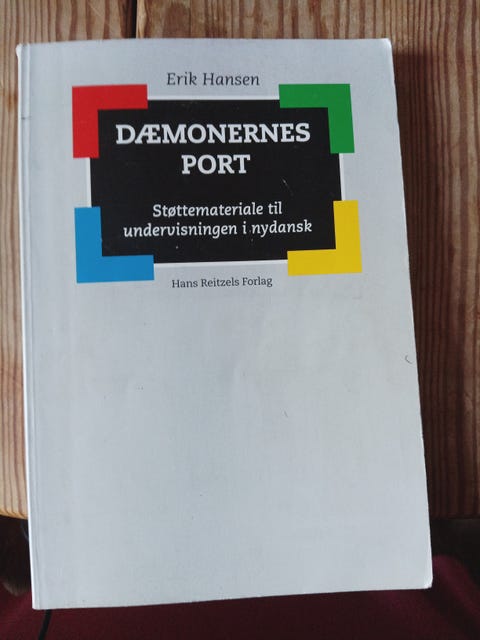 Erik Hansen
DÆMONERNES
PORT
Støttemateriale til
undervisningen i nydansk
Hans Reitzels Forlag